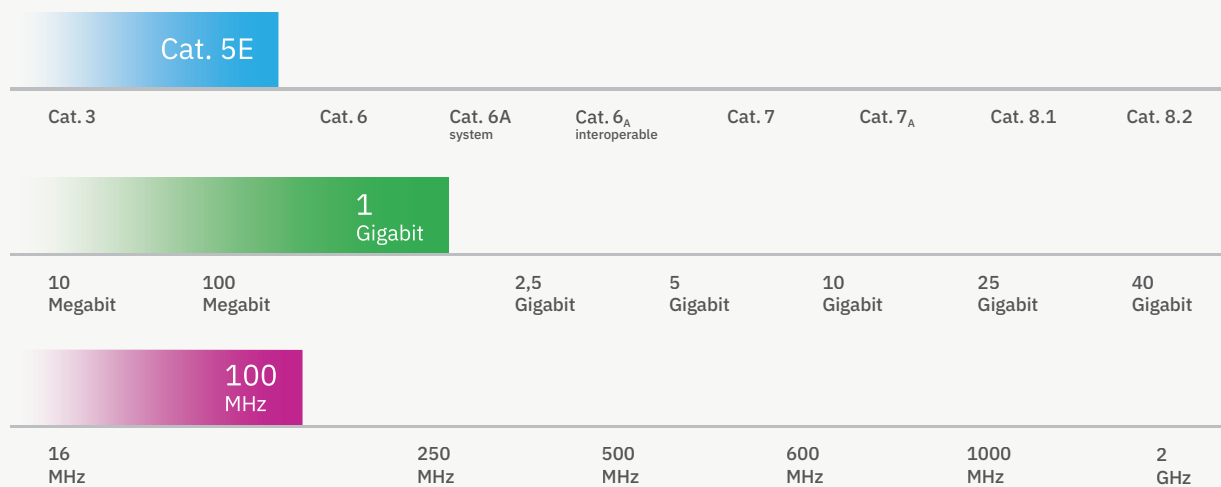 Cat. 5E
Cat. 3 Cat. 6 Cat. 6A Cat. 6A Cat. 7 Cat. 7A Cat. 8.1 Cat. 8.2
system interoperable
1
Gigabit
10 100 2,5 5 10 25 40
Megabit Megabit Gigabit Gigabit Gigabit Gigabit Gigabit
100
MHz
16 250 500 600 1000 2
MHz MHz MHz MHz MHz GHz